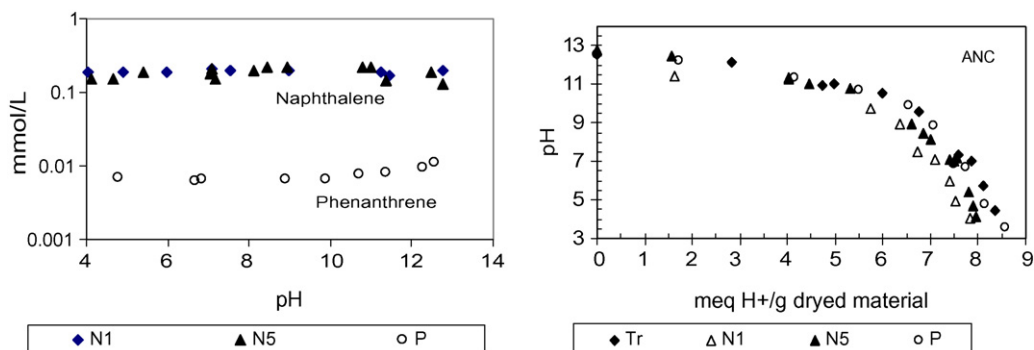 1
0.1
0.01
0.001
mmol/L
Naphthalene
Phenanthrene
4 6 8 10 12 14
pH
N1 N5 P
13
11
9
7
5
3
pH
ANC
0 1 2 3 4 5 6 7 8 9
meq H+/g dryed material
Tr N1 N5 P